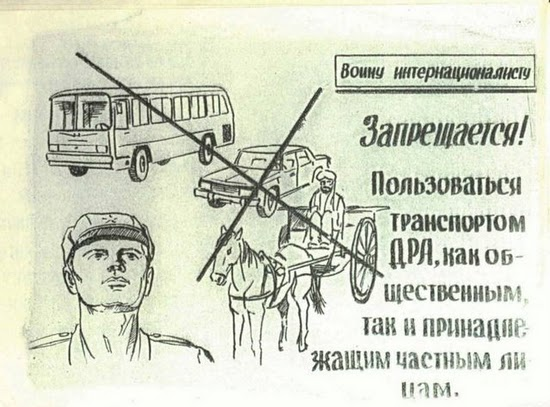 Воину интернационалисту
Запрещается!
Пользоваться
транспортом
ДРА, как об-
щественным,
так и принадле-
жащим частным ли-
цам.